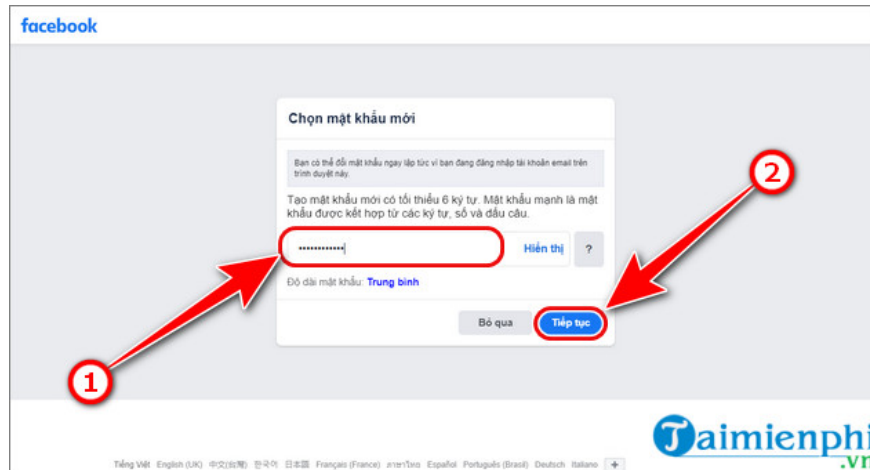 facebook
Chọn mật khẩu mới
Bạn có thể đổi mật khẩu ngay lập tức vì bạn đang đăng nhập tài khoản email trên
trình duyệt này.
Tạo mật khẩu mới có tối thiểu 6 ký tự. Mật khẩu mạnh là mật
khẩu được kết hợp từ các ký tự, số và dấu câu.
•••••••••••• Hiển thị ?
Độ dài mật khẩu: Trung bình
Bỏ qua Tiếp tục
1
2
Taimienphi
.vn
Tiếng Việt English (UK) 中文(台灣) 한국어 日本語 Français (France) ภาษาไทย Español Português (Brasil) Deutsch Italiano +